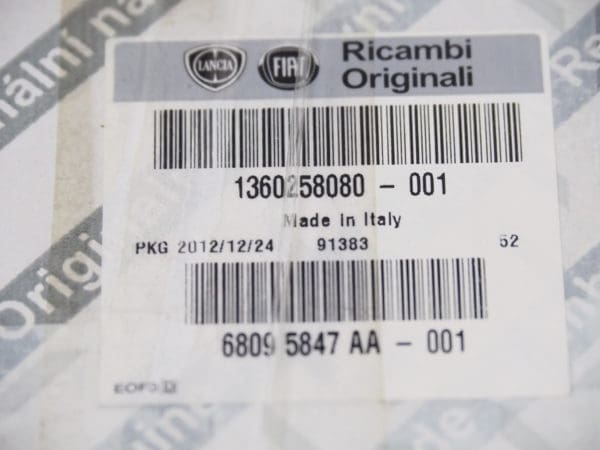 LANCIA FIAT Ricambi
Originali
1360258080 - 001
Made In Italy
PKG 2012/12/24 91383 52
6809 5847 AA - 001